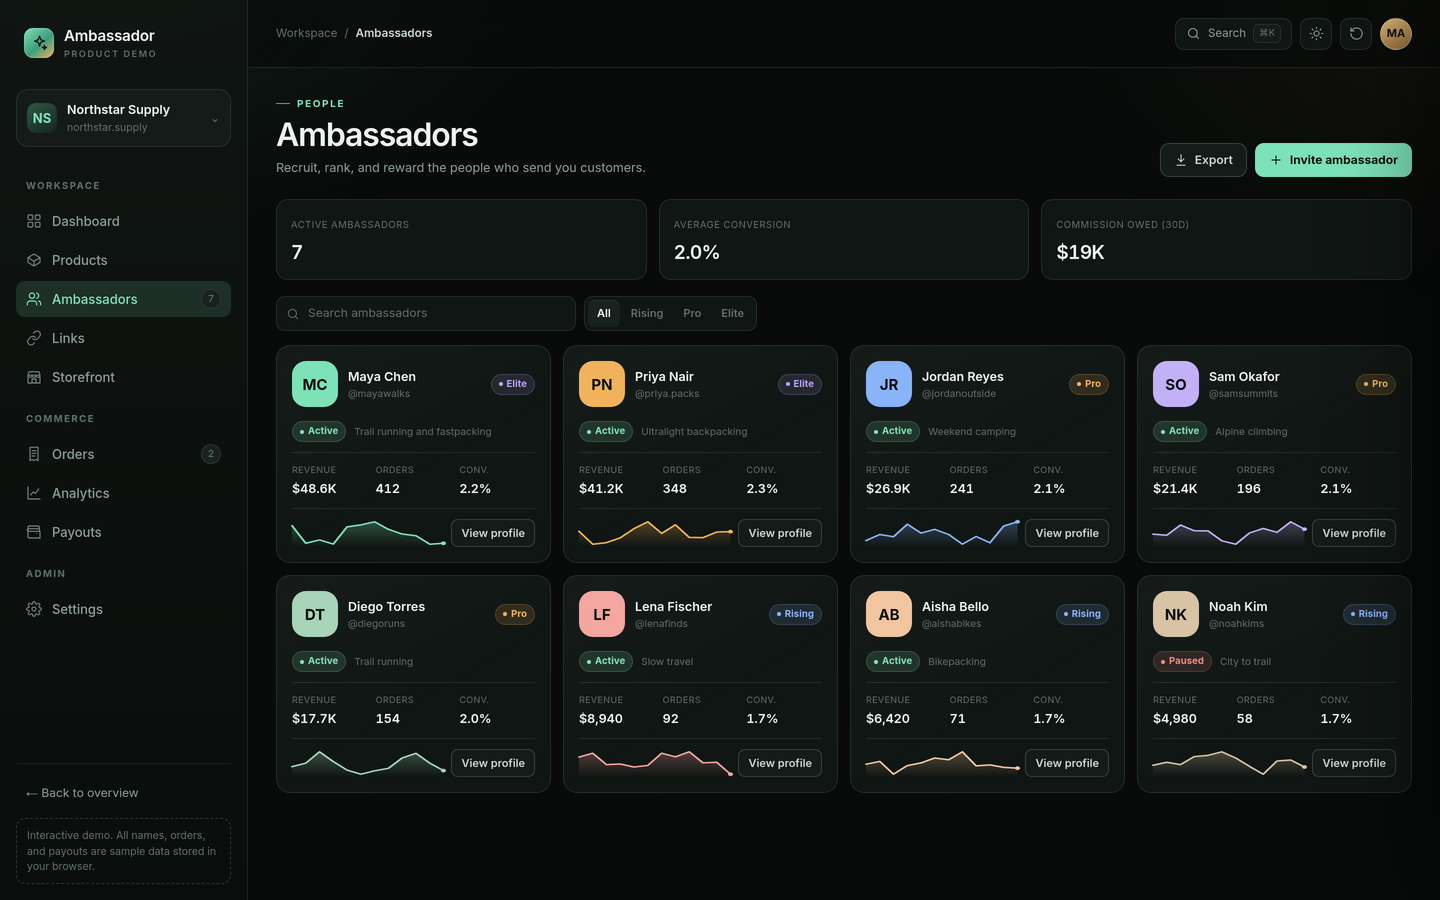 Ambassador
PRODUCT DEMO
NS
Northstar Supply
northstar.supply
WORKSPACE
Dashboard
Products
Ambassadors 7
Links
Storefront
COMMERCE
Orders 2
Analytics
Payouts
ADMIN
Settings
← Back to overview
Interactive demo. All names, orders,
and payouts are sample data stored in
your browser.
Workspace / Ambassadors
Search ⌘K
MA
PEOPLE
Ambassadors
Recruit, rank, and reward the people who send you customers.
Export
Invite ambassador
ACTIVE AMBASSADORS
7
AVERAGE CONVERSION
2.0%
COMMISSION OWED (30D)
$19K
Search ambassadors
All Rising Pro Elite
MC
Maya Chen
@mayawalks
Elite
Active Trail running and fastpacking
REVENUE ORDERS CONV.
$48.6K 412 2.2%
View profile
PN
Priya Nair
@priya.packs
Elite
Active Ultralight backpacking
REVENUE ORDERS CONV.
$41.2K 348 2.3%
View profile
JR
Jordan Reyes
@jordanoutside
Pro
Active Weekend camping
REVENUE ORDERS CONV.
$26.9K 241 2.1%
View profile
SO
Sam Okafor
@samsummits
Pro
Active Alpine climbing
REVENUE ORDERS CONV.
$21.4K 196 2.1%
View profile
DT
Diego Torres
@diegoruns
Pro
Active Trail running
REVENUE ORDERS CONV.
$17.7K 154 2.0%
View profile
LF
Lena Fischer
@lenafinds
Rising
Active Slow travel
REVENUE ORDERS CONV.
$8,940 92 1.7%
View profile
AB
Aisha Bello
@aishabikes
Rising
Active Bikepacking
REVENUE ORDERS CONV.
$6,420 71 1.7%
View profile
NK
Noah Kim
@noahkims
Rising
Paused City to trail
REVENUE ORDERS CONV.
$4,980 58 1.7%
View profile